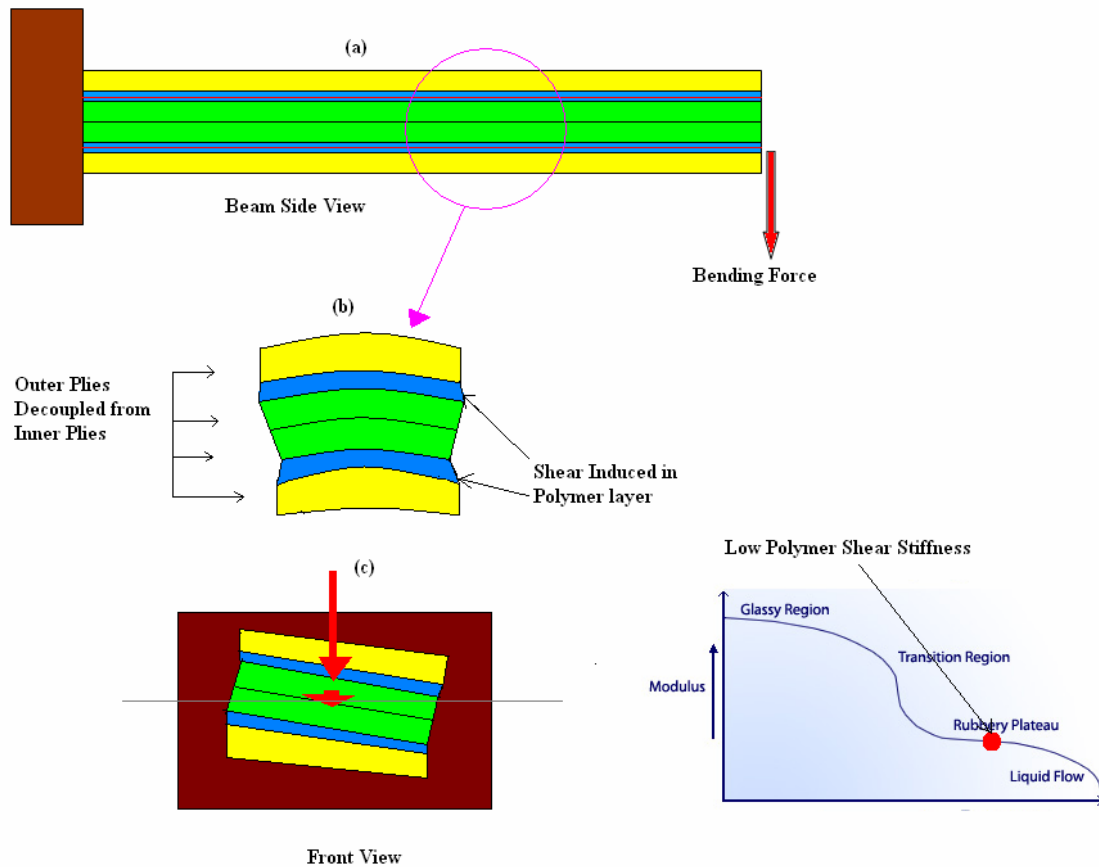 (a)
Beam Side View
Bending Force
(b)
Outer Plies
Decoupled from
Inner Plies
Shear Induced in
Polymer layer
(c)
Front View
Low Polymer Shear Stiffness
Glassy Region
Transition Region
Modulus
Rubbery Plateau
Liquid Flow